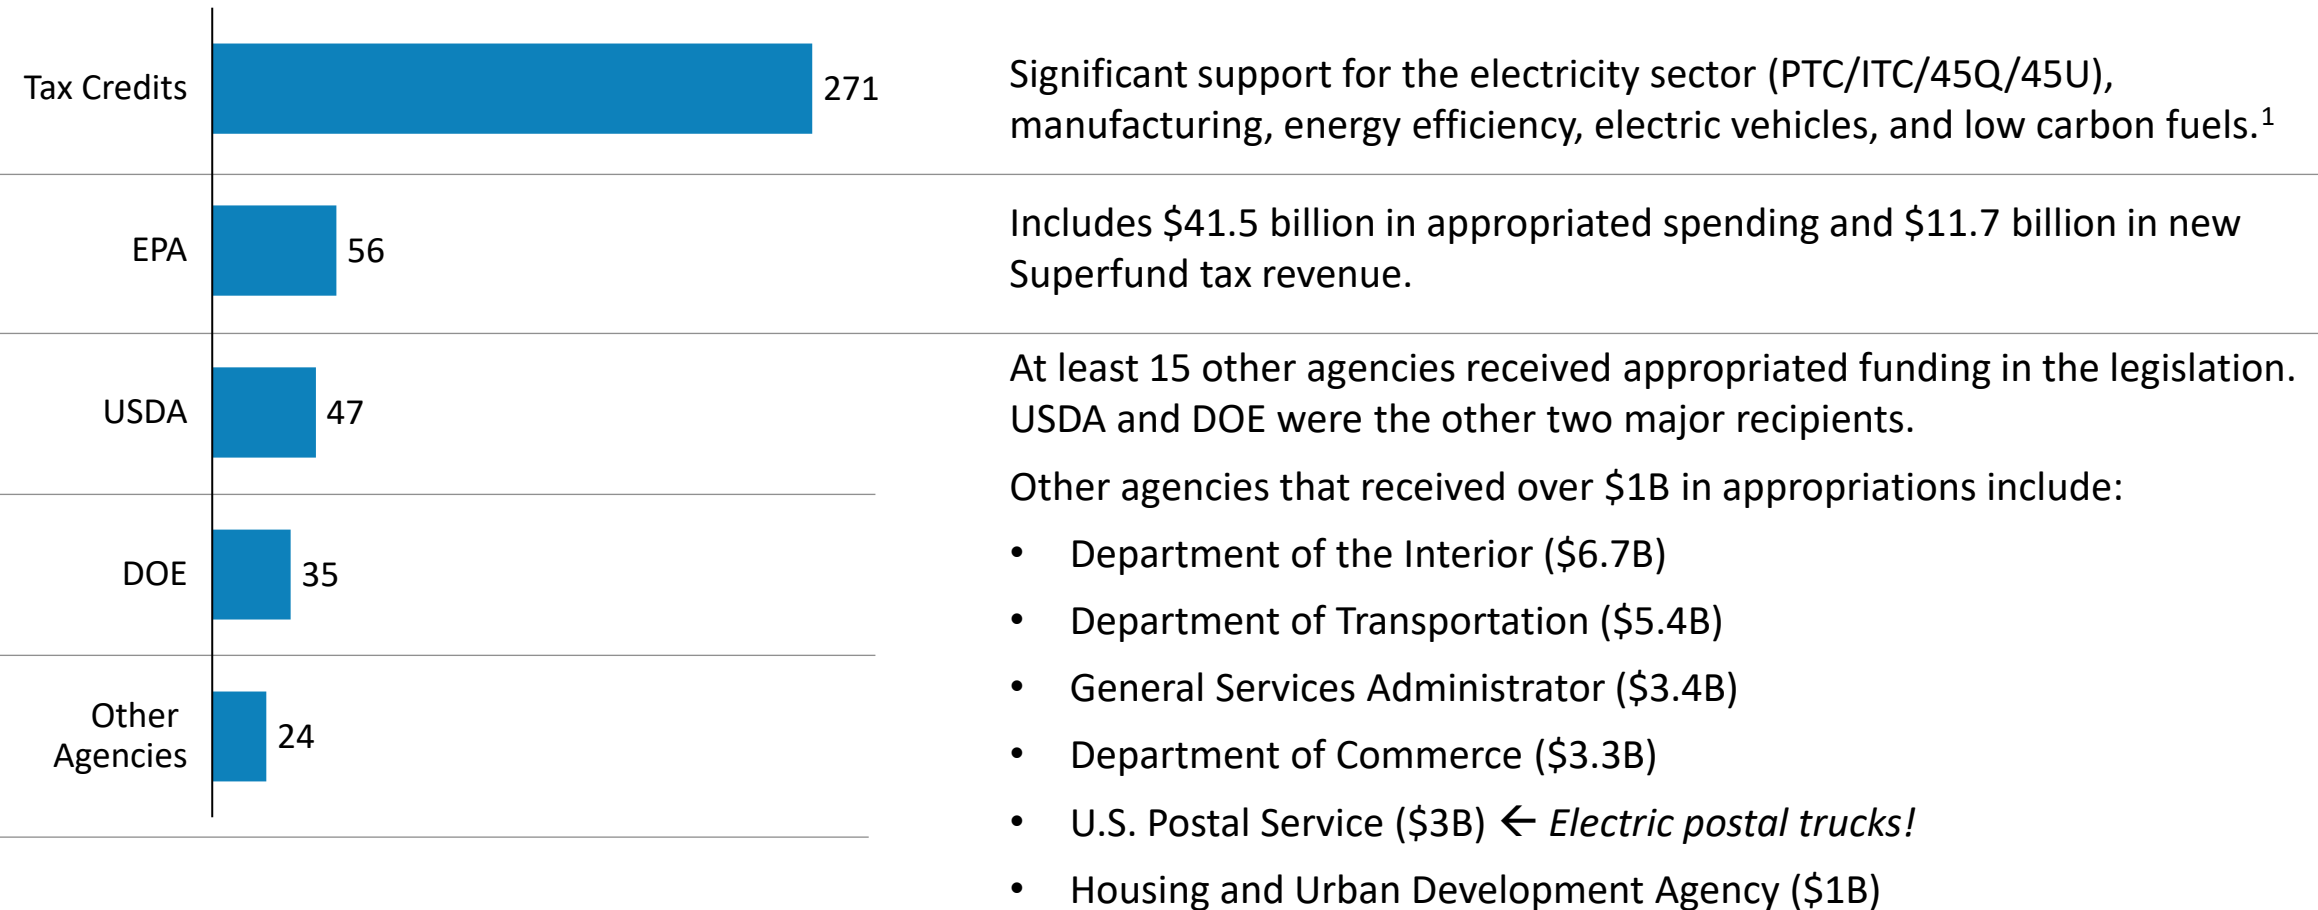 Tax Credits
271
Significant support for the electricity sector (PTC/ITC/45Q/45U),
manufacturing, energy efficiency, electric vehicles, and low carbon fuels.¹
EPA
56
Includes $41.5 billion in appropriated spending and $11.7 billion in new
Superfund tax revenue.
USDA
47
At least 15 other agencies received appropriated funding in the legislation.
USDA and DOE were the other two major recipients.
Other agencies that received over $1B in appropriations include:
DOE
35
• Department of the Interior ($6.7B)
• Department of Transportation ($5.4B)
• General Services Administrator ($3.4B)
Other
Agencies
24
• Department of Commerce ($3.3B)
• U.S. Postal Service ($3B) ← Electric postal trucks!
• Housing and Urban Development Agency ($1B)